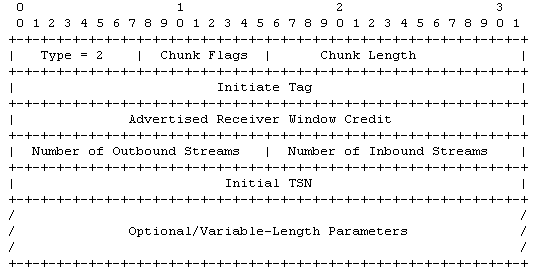 0                   1                   2                   3
 0 1 2 3 4 5 6 7 8 9 0 1 2 3 4 5 6 7 8 9 0 1 2 3 4 5 6 7 8 9 0 1
+-+-+-+-+-+-+-+-+-+-+-+-+-+-+-+-+-+-+-+-+-+-+-+-+-+-+-+-+-+-+-+-+
|   Type = 2    |  Chunk Flags  |      Chunk Length             |
+-+-+-+-+-+-+-+-+-+-+-+-+-+-+-+-+-+-+-+-+-+-+-+-+-+-+-+-+-+-+-+-+
|                         Initiate Tag                          |
+-+-+-+-+-+-+-+-+-+-+-+-+-+-+-+-+-+-+-+-+-+-+-+-+-+-+-+-+-+-+-+-+
|              Advertised Receiver Window Credit                |
+-+-+-+-+-+-+-+-+-+-+-+-+-+-+-+-+-+-+-+-+-+-+-+-+-+-+-+-+-+-+-+-+
|  Number of Outbound Streams   |  Number of Inbound Streams    |
+-+-+-+-+-+-+-+-+-+-+-+-+-+-+-+-+-+-+-+-+-+-+-+-+-+-+-+-+-+-+-+-+
|                          Initial TSN                          |
+-+-+-+-+-+-+-+-+-+-+-+-+-+-+-+-+-+-+-+-+-+-+-+-+-+-+-+-+-+-+-+-+
/                                                               /
/              Optional/Variable-Length Parameters              /
/                                                               /
+-+-+-+-+-+-+-+-+-+-+-+-+-+-+-+-+-+-+-+-+-+-+-+-+-+-+-+-+-+-+-+-+